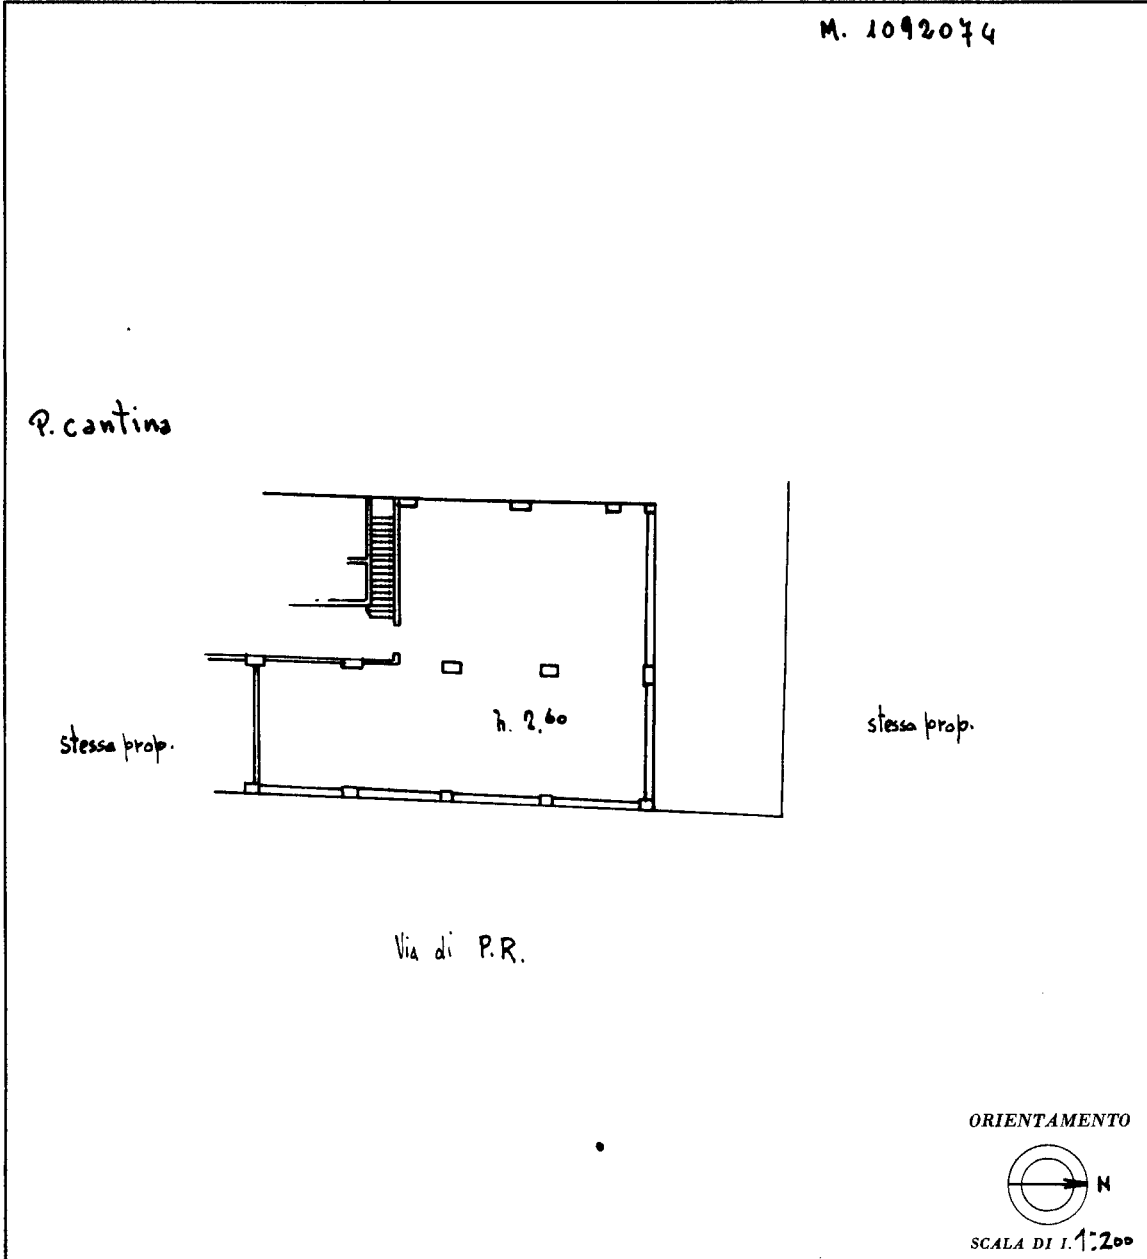 M. 1092074
P. cantina
h. 2,60
stessa prop.
stessa prop.
Via di P.R.
ORIENTAMENTO
N
SCALA DI 1:1:200